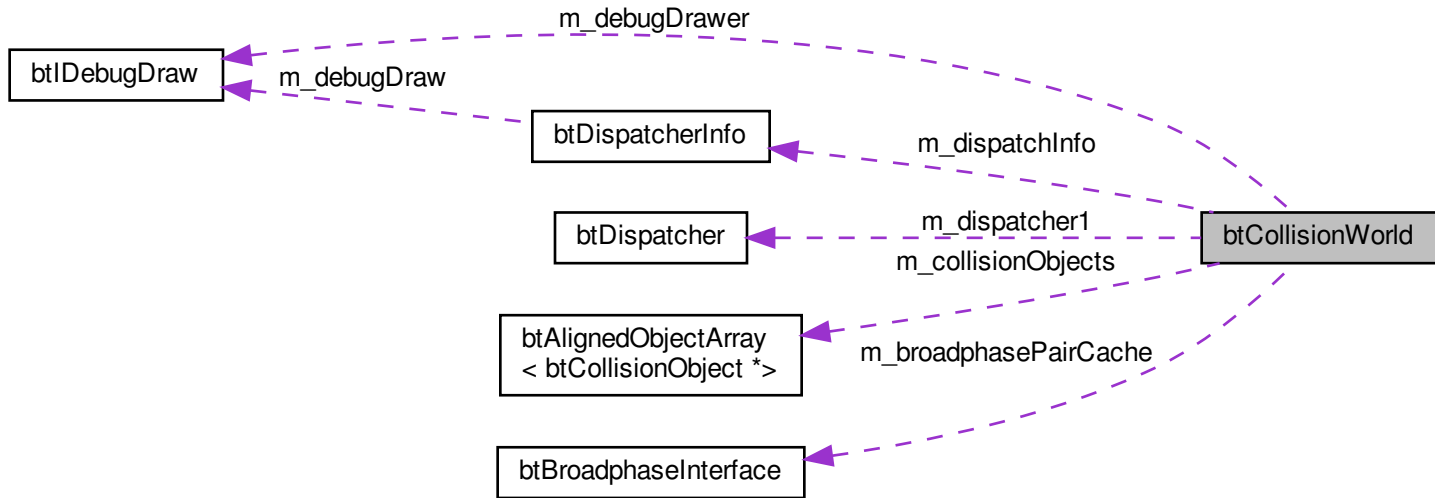 m_debugDrawer
btIDebugDraw
m_debugDraw
btDispatcherInfo
m_dispatchInfo
btDispatcher
m_dispatcher1
btCollisionWorld
m_collisionObjects
btAlignedObjectArray
< btCollisionObject *>
m_broadphasePairCache
btBroadphaseInterface